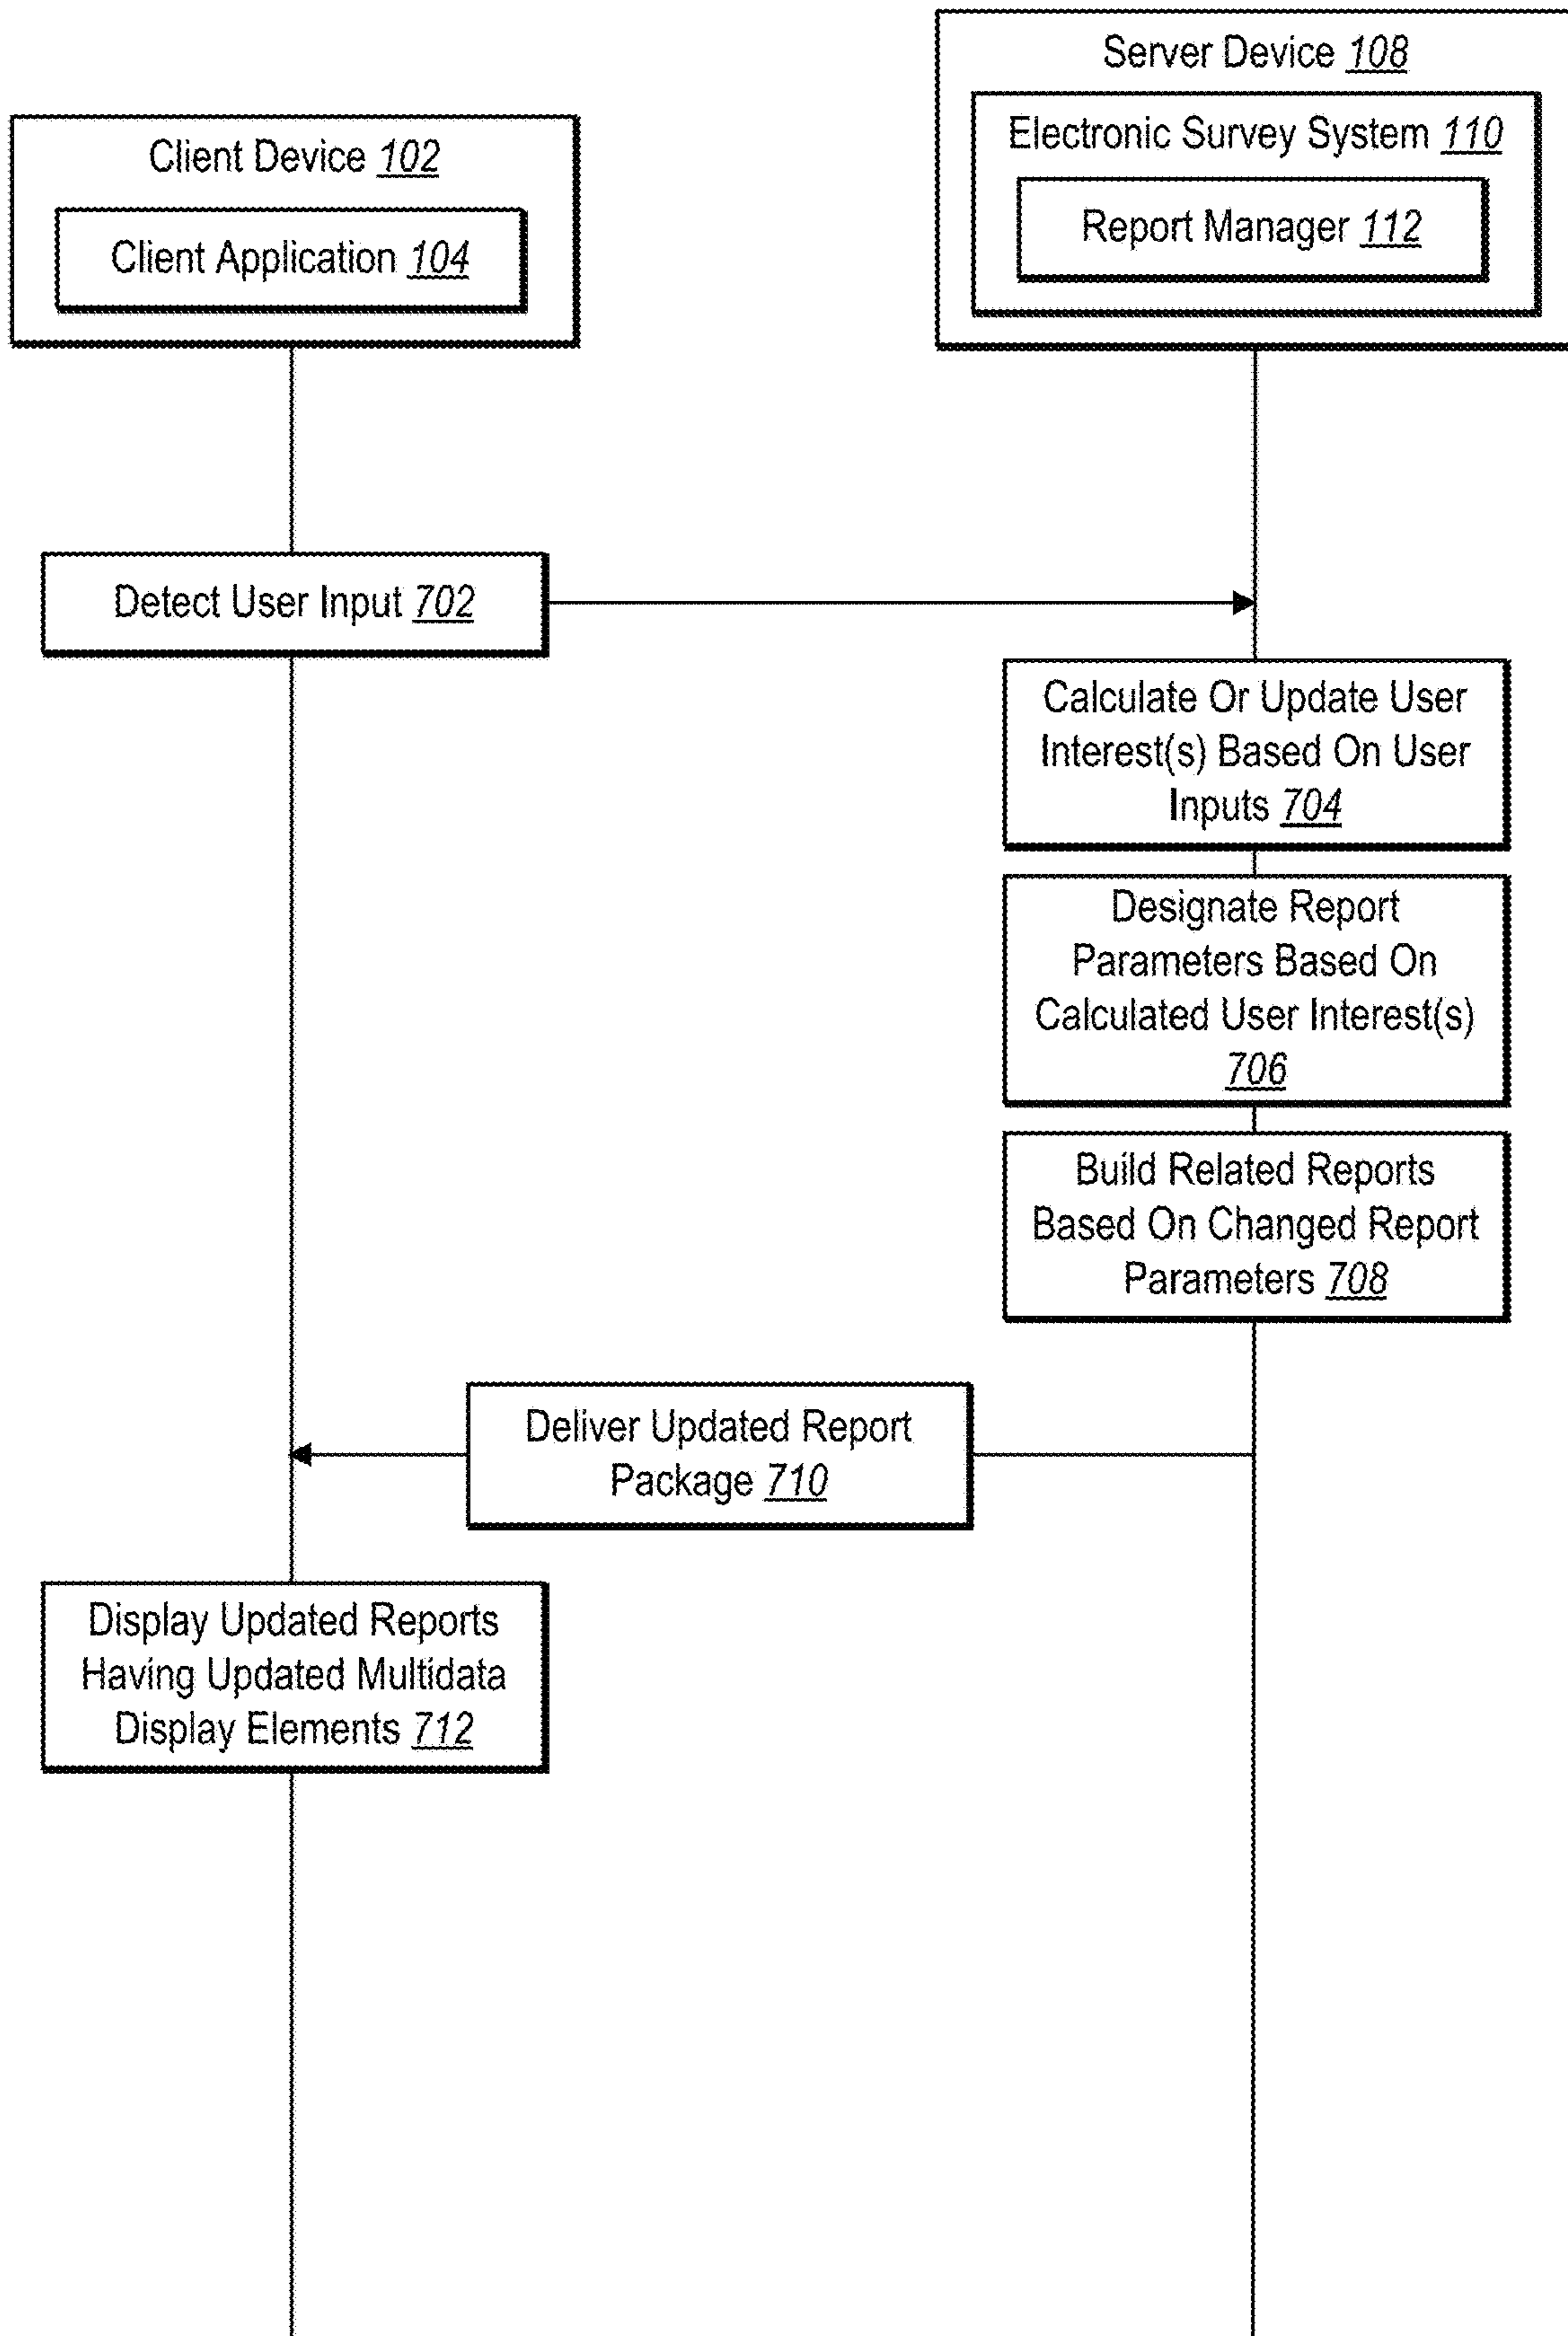 Server Device 108
Electronic Survey System 110
Report Manager 112
Client Device 102
Client Application 104
Detect User Input 702
Calculate Or Update User
Interest(s) Based On User
Inputs 704
Designate Report
Parameters Based On
Calculated User Interest(s)
706
Build Related Reports
Based On Changed Report
Parameters 708
Deliver Updated Report
Package 710
Display Updated Reports
Having Updated Multidata
Display Elements 712